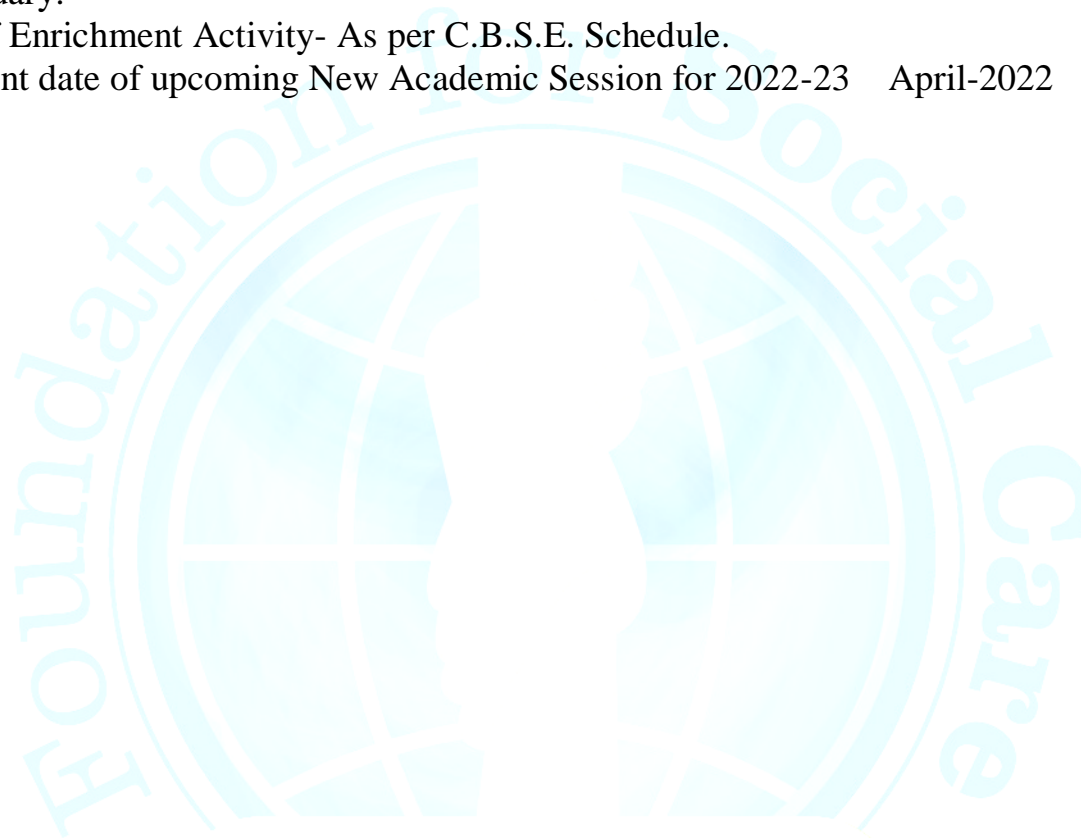 uary.
f Enrichment Activity- As per C.B.S.E. Schedule.
nt date of upcoming New Academic Session for 2022-23 April-2022
Foundation for Social Care